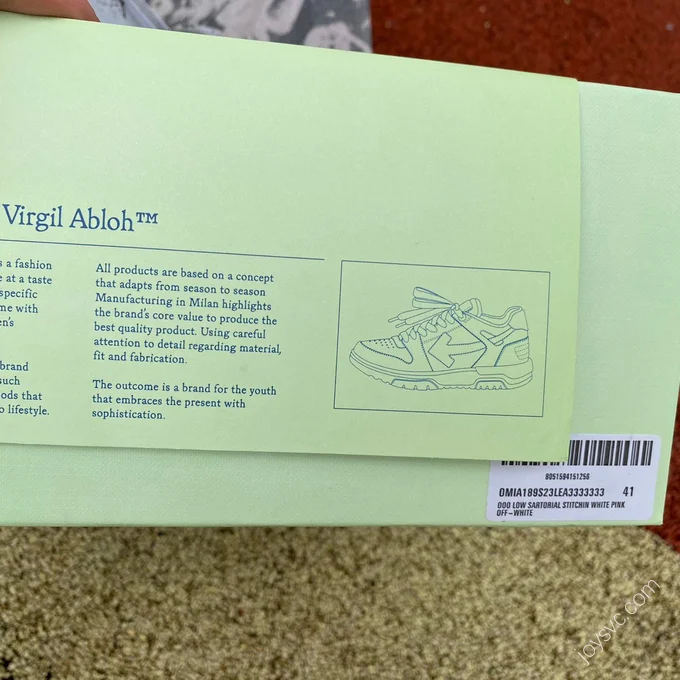 Virgil Abloh™
s a fashion
e at a taste
specific
me with
en's
brand
such
ods that
o lifestyle.
All products are based on a concept
that adapts from season to season
Manufacturing in Milan highlights
the brand's core value to produce the
best quality product. Using careful
attention to detail regarding material,
fit and fabrication.
The outcome is a brand for the youth
that embraces the present with
sophistication.
8051594151256
OMIA189S23LEA3333333 41
OOO LOW SARTORIAL STITCHIN WHITE PINK
OFF-WHITE
joysvc.com